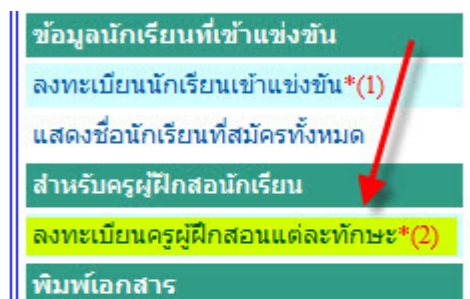 ข้อมูลนักเรียนที่เข้าแข่งขัน
ลงทะเบียนนักเรียนเข้าแข่งขัน*(1)
แสดงชื่อนักเรียนที่สมัครทั้งหมด
สำหรับครูผู้ฝึกสอนักเรียน
ลงทะเบียนครูผู้ฝึกสอนแต่ละทักษะ*(2)
พิมพ์เอกสาร